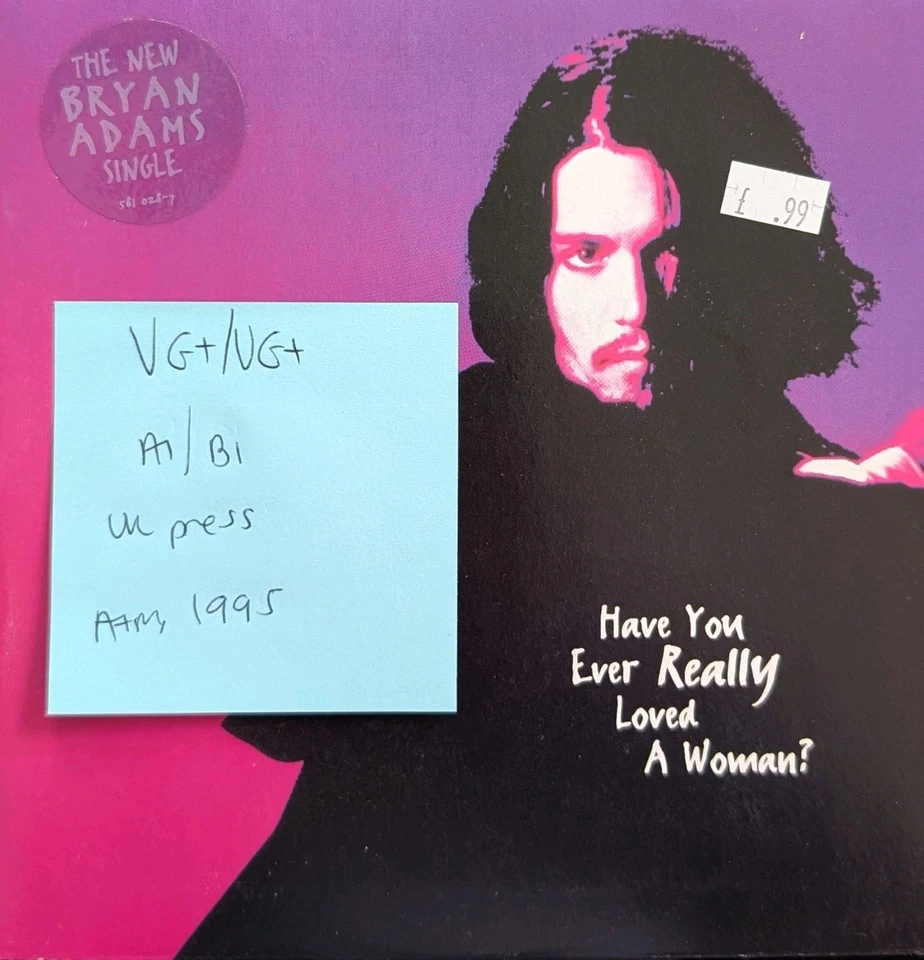 THE NEW
BRYAN
ADAMS
SINGLE
581 028-7
£ .99
VG+/VG+
A1/B1
UK press
A+M, 1995
Have You
Ever Really
Loved
A Woman?